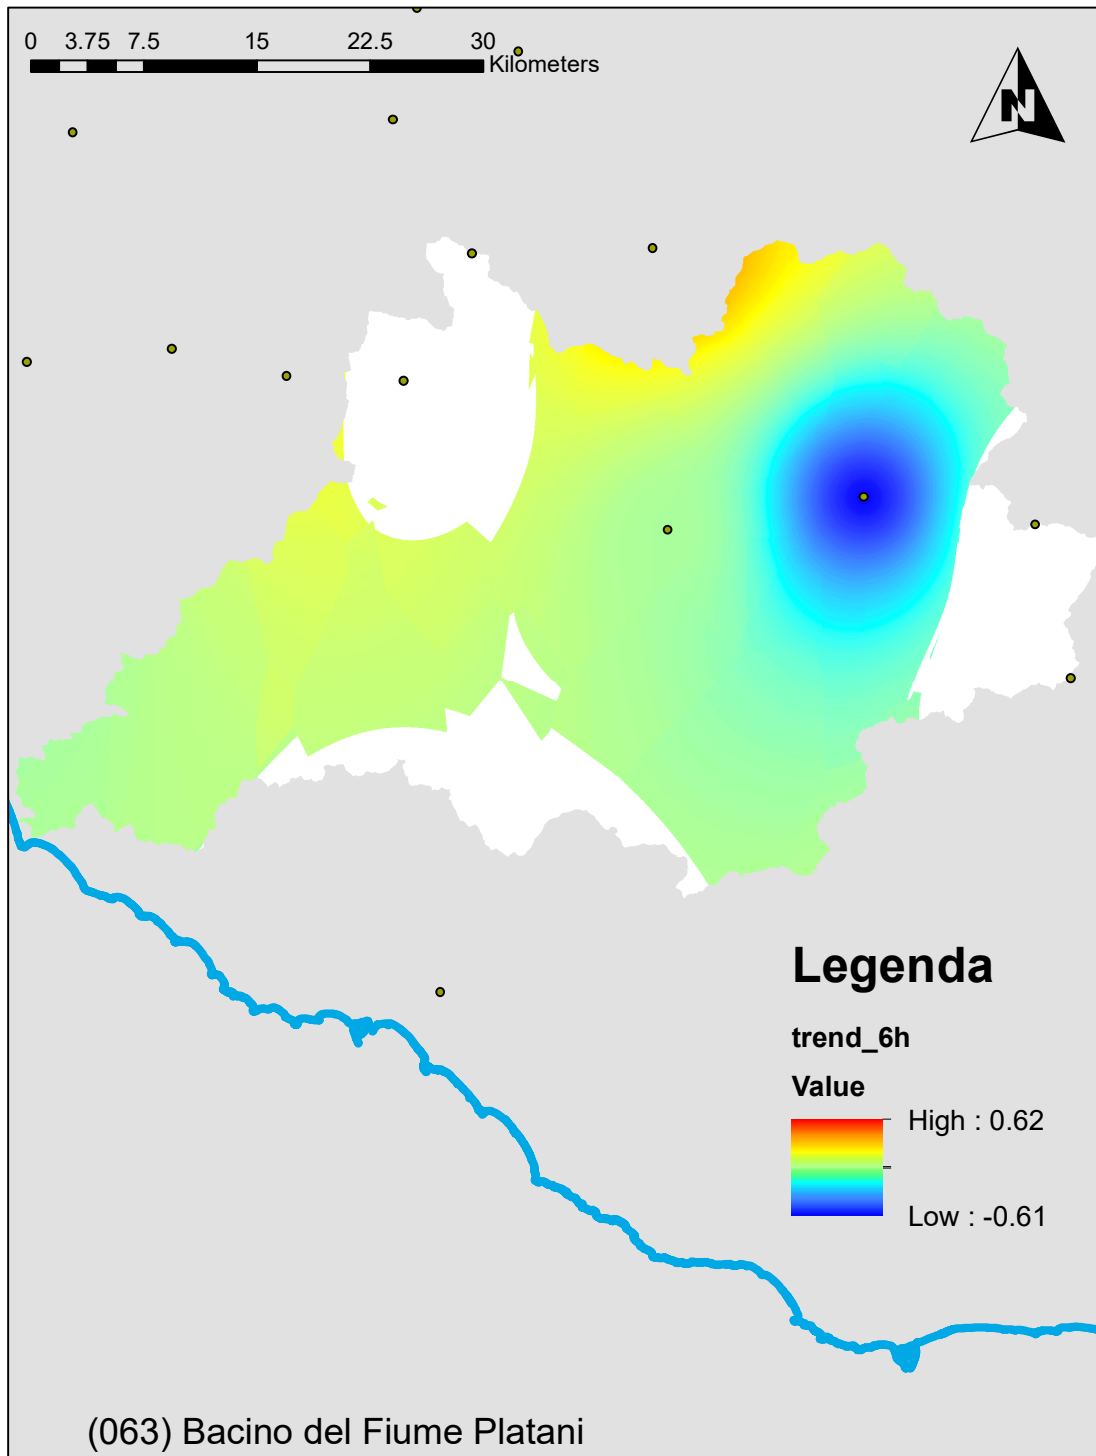 0 3.75 7.5 15 22.5 30
Kilometers
N
Legenda
trend_6h
Value
High : 0.62
Low : -0.61
(063) Bacino del Fiume Platani